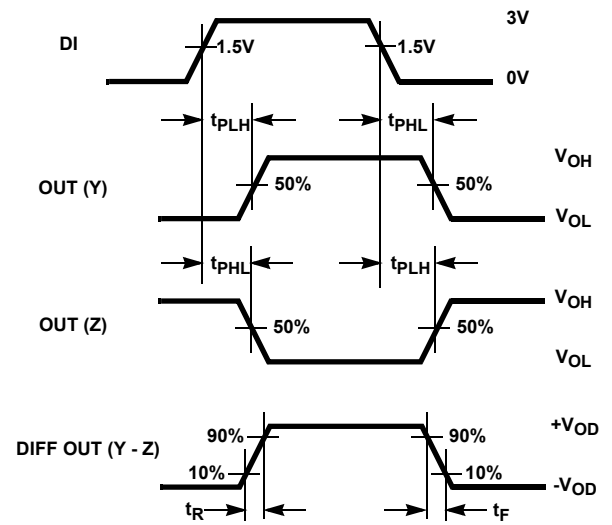 3V
DI
1.5V
1.5V
0V
tPLH
tPHL
VOH
OUT (Y)
50%
50%
VOL
tPHL
tPLH
VOH
OUT (Z)
50%
50%
VOL
+VOD
DIFF OUT (Y - Z)
90%
90%
10%
10%
-VOD
tR
tF